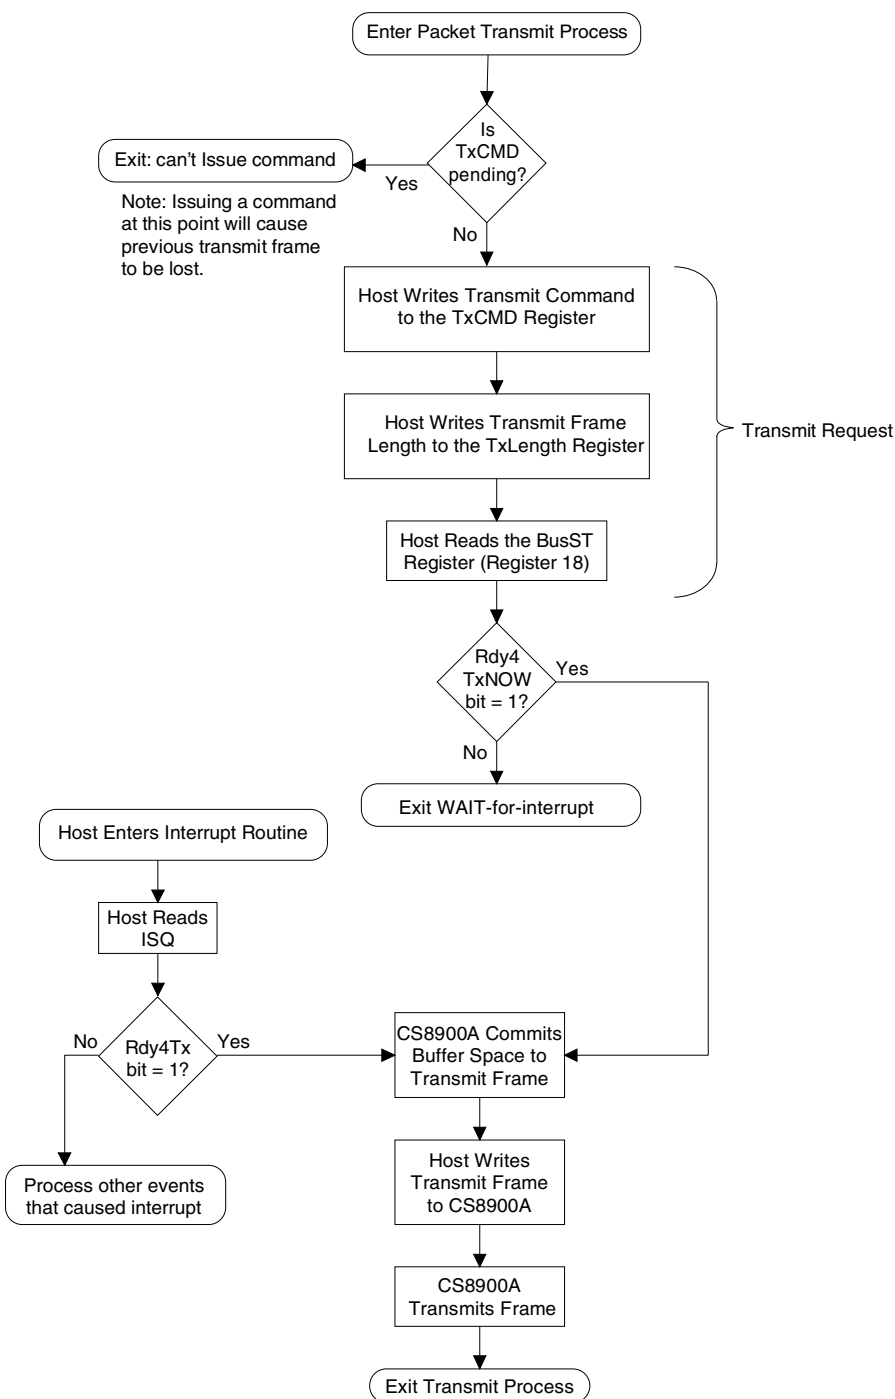 Enter Packet Transmit Process
Is
TxCMD
pending?
Exit: can't Issue command
Yes
Note: Issuing a command
at this point will cause
previous transmit frame
to be lost.
No
Host Writes Transmit Command
to the TxCMD Register
Host Writes Transmit Frame
Length to the TxLength Register
Transmit Request
Host Reads the BusST
Register (Register 18)
Rdy4
TxNOW
bit = 1?
Yes
No
Exit WAIT-for-interrupt
Host Enters Interrupt Routine
Host Reads
ISQ
No
Rdy4Tx
bit = 1?
Yes
CS8900A Commits
Buffer Space to
Transmit Frame
Process other events
that caused interrupt
Host Writes
Transmit Frame
to CS8900A
CS8900A
Transmits Frame
Exit Transmit Process